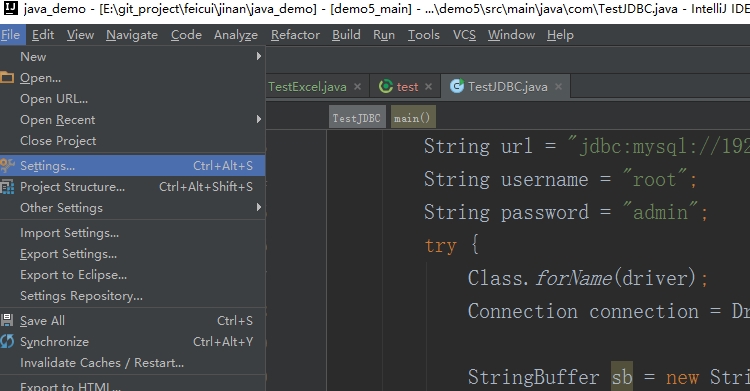 java_demo - [E:\git_project\feicui\jinan\java_demo] - [demo5_main] - ...\demo5\src\main\java\com\TestJDBC.java - IntelliJ IDE
File Edit View Navigate Code Analyze Refactor Build Run Tools VCS Window Help
New
Open...
Open URL...
Open Recent
Close Project
Settings... Ctrl+Alt+S
Project Structure... Ctrl+Alt+Shift+S
Other Settings
Import Settings...
Export Settings...
Export to Eclipse...
Settings Repository...
Save All Ctrl+S
Synchronize Ctrl+Alt+Y
Invalidate Caches / Restart...
Export to HTML...
TestExcel.java test TestJDBC.java
TestJDBC main()
String url = "jdbc:mysql://192
String username = "root";
String password = "admin";
try {
Class.forName(driver);
Connection connection = Dr
StringBuffer sb = new Stri